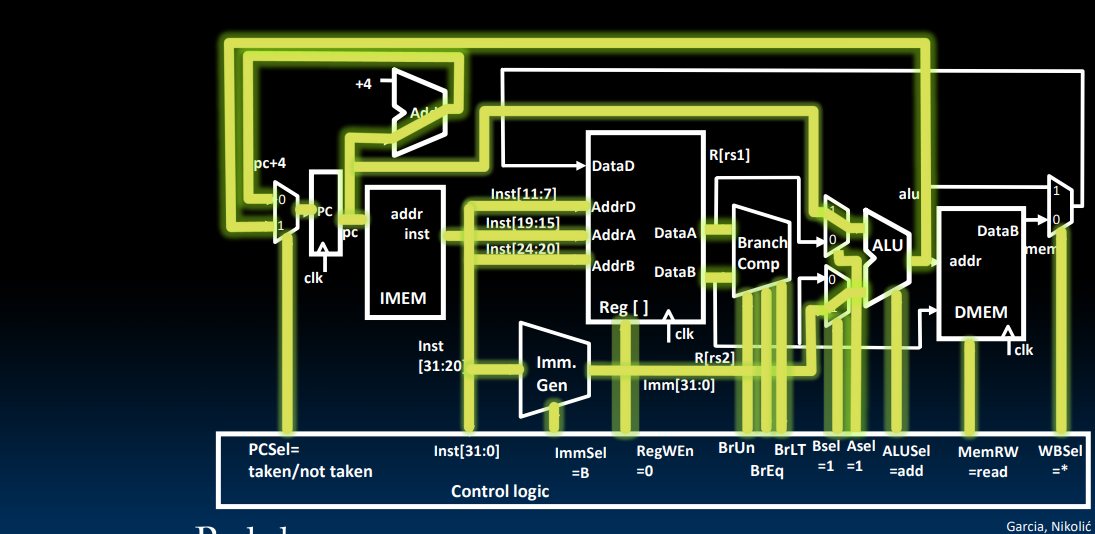 +4
Add
pc+4
0
1
PC
pc
clk
addr
inst
IMEM
Inst[11:7]
Inst[19:15]
Inst[24:20]
DataD
AddrD
AddrA
AddrB
DataA
DataB
Reg [ ]
clk
R[rs1]
R[rs2]
Branch
Comp
1
0
0
1
ALU
alu
addr
DataB
DMEM
clk
mem
1
0
Inst
[31:20]
Imm.
Gen
Imm[31:0]
PCSel=
taken/not taken
Inst[31:0]
ImmSel
=B
RegWEn
=0
BrUn
BrEq
BrLT
Bsel
=1
Asel
=1
ALUSel
=add
MemRW
=read
WBSel
=*
Control logic
Garcia, Nikolić